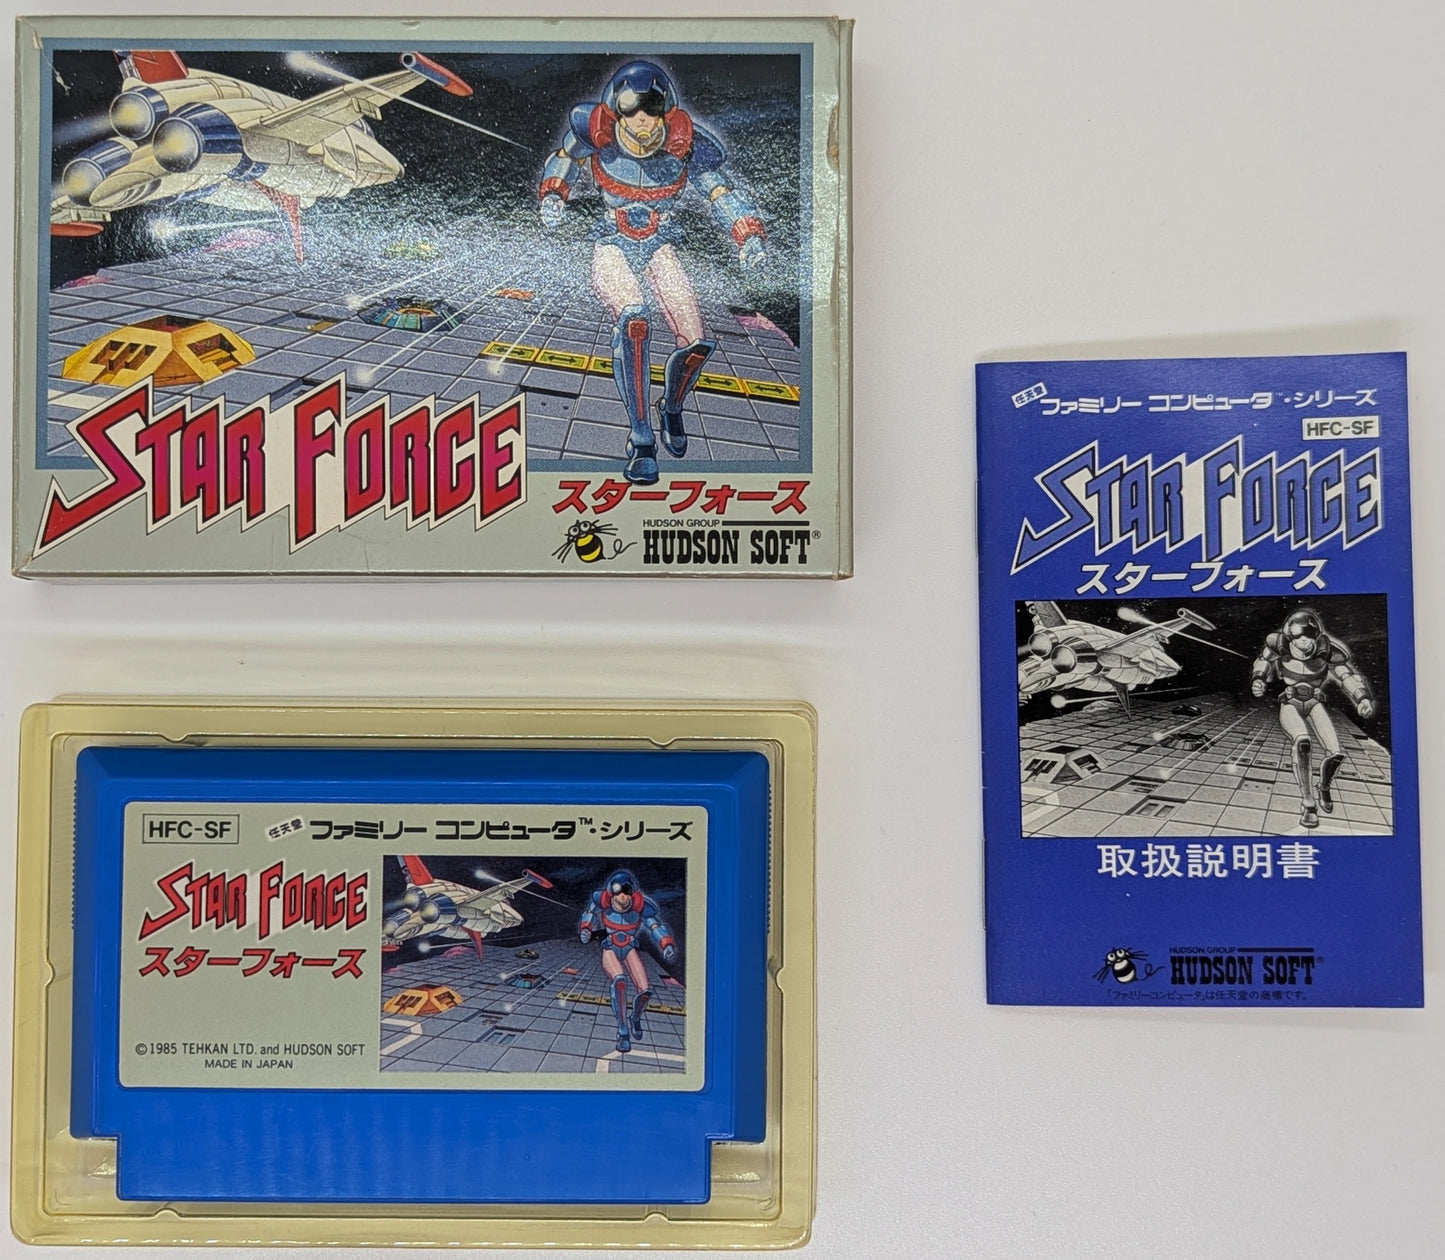 STAR FORCE
スターフォース
HUDSON GROUP
HUDSON SOFT®
任天堂 ファミリー コンピュータ™・シリーズ
HFC-SF
STAR FORCE
スターフォース
取扱説明書
HUDSON GROUP
HUDSON SOFT®
「ファミリーコンピュータ」は任天堂の商標です。
HFC-SF
任天堂 ファミリー コンピュータ™・シリーズ
STAR FORCE
スターフォース
©1985 TEHKAN LTD. and HUDSON SOFT
MADE IN JAPAN